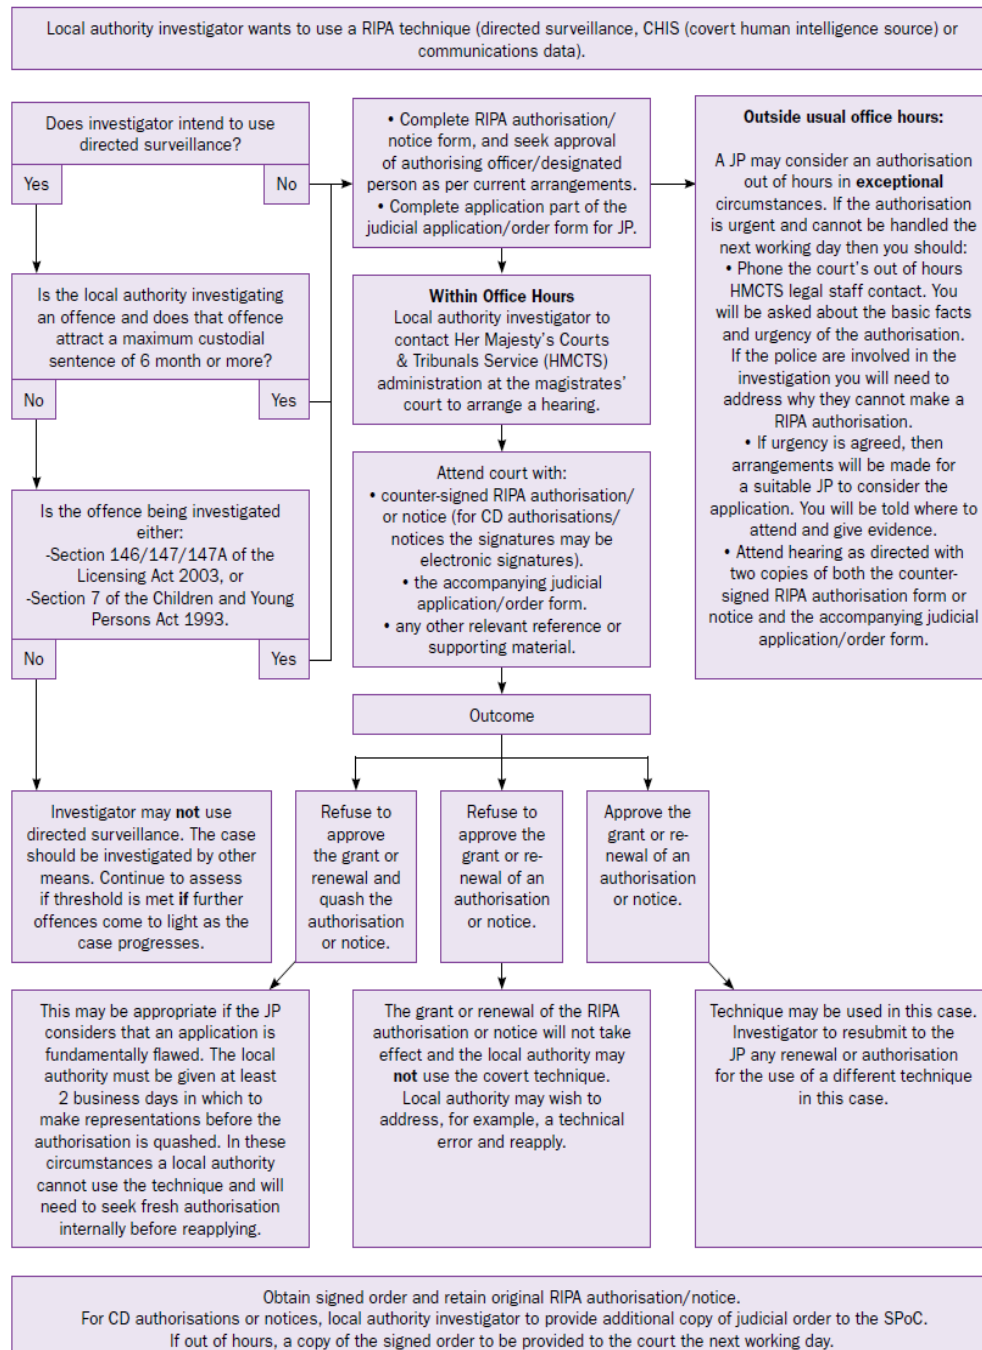 Local authority investigator wants to use a RIPA technique (directed surveillance, CHIS (covert human intelligence source) or
communications data).
Does investigator intend to use
directed surveillance?
Yes
No
Is the local authority investigating
an offence and does that offence
attract a maximum custodial
sentence of 6 month or more?
No
Yes
Is the offence being investigated
either:
-Section 146/147/147A of the
Licensing Act 2003, or
-Section 7 of the Children and Young
Persons Act 1993.
No
Yes
• Complete RIPA authorisation/
notice form, and seek approval
of authorising officer/designated
person as per current arrangements.
• Complete application part of the
judicial application/order form for JP.
Within Office Hours
Local authority investigator to
contact Her Majesty's Courts
& Tribunals Service (HMCTS)
administration at the magistrates'
court to arrange a hearing.
Attend court with:
• counter-signed RIPA authorisation/
or notice (for CD authorisations/
notices the signatures may be
electronic signatures).
• the accompanying judicial
application/order form.
• any other relevant reference or
supporting material.
Outside usual office hours:
A JP may consider an authorisation
out of hours in exceptional
circumstances. If the authorisation
is urgent and cannot be handled the
next working day then you should:
• Phone the court's out of hours
HMCTS legal staff contact. You
will be asked about the basic facts
and urgency of the authorisation.
If the police are involved in the
investigation you will need to
address why they cannot make a
RIPA authorisation.
• If urgency is agreed, then
arrangements will be made for
a suitable JP to consider the
application. You will be told where to
attend and give evidence.
• Attend hearing as directed with
two copies of both the counter-
signed RIPA authorisation form or
notice and the accompanying judicial
application/order form.
Outcome
Investigator may not use
directed surveillance. The case
should be investigated by other
means. Continue to assess
if threshold is met if further
offences come to light as the
case progresses.
Refuse to
approve
the grant or
renewal and
quash the
authorisation
or notice.
Refuse to
approve the
grant or re-
newal of an
authorisation
or notice.
Approve the
grant or re-
newal of an
authorisation
or notice.
This may be appropriate if the JP
considers that an application is
fundamentally flawed. The local
authority must be given at least
2 business days in which to
make representations before the
authorisation is quashed. In these
circumstances a local authority
cannot use the technique and will
need to seek fresh authorisation
internally before reapplying.
The grant or renewal of the RIPA
authorisation or notice will not take
effect and the local authority may
not use the covert technique.
Local authority may wish to
address, for example, a technical
error and reapply.
Technique may be used in this case.
Investigator to resubmit to the
JP any renewal or authorisation
for the use of a different technique
in this case.
Obtain signed order and retain original RIPA authorisation/notice.
For CD authorisations or notices, local authority investigator to provide additional copy of judicial order to the SPoC.
If out of hours, a copy of the signed order to be provided to the court the next working day.